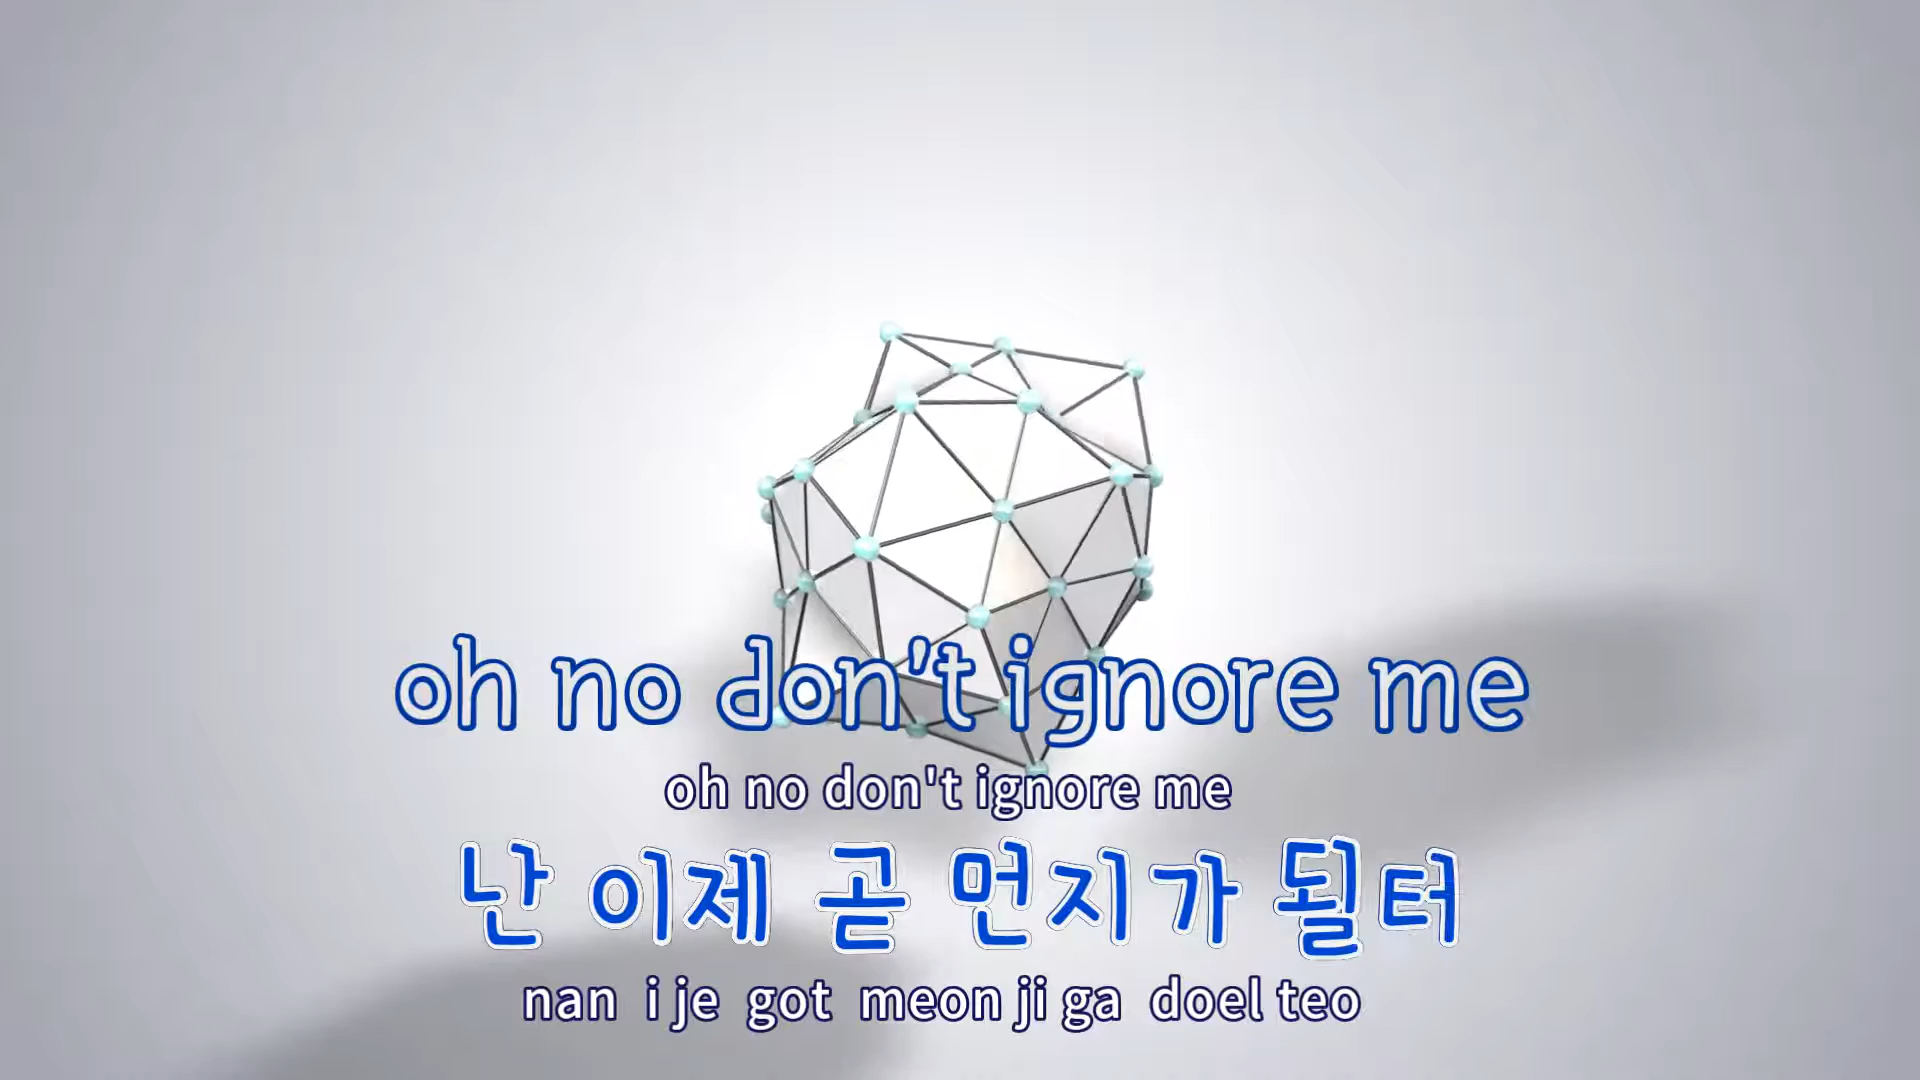 oh no don't ignore me
oh no don't ignore me
난 이제 곧 먼지가 될터
nan i je got meon ji ga doel teo